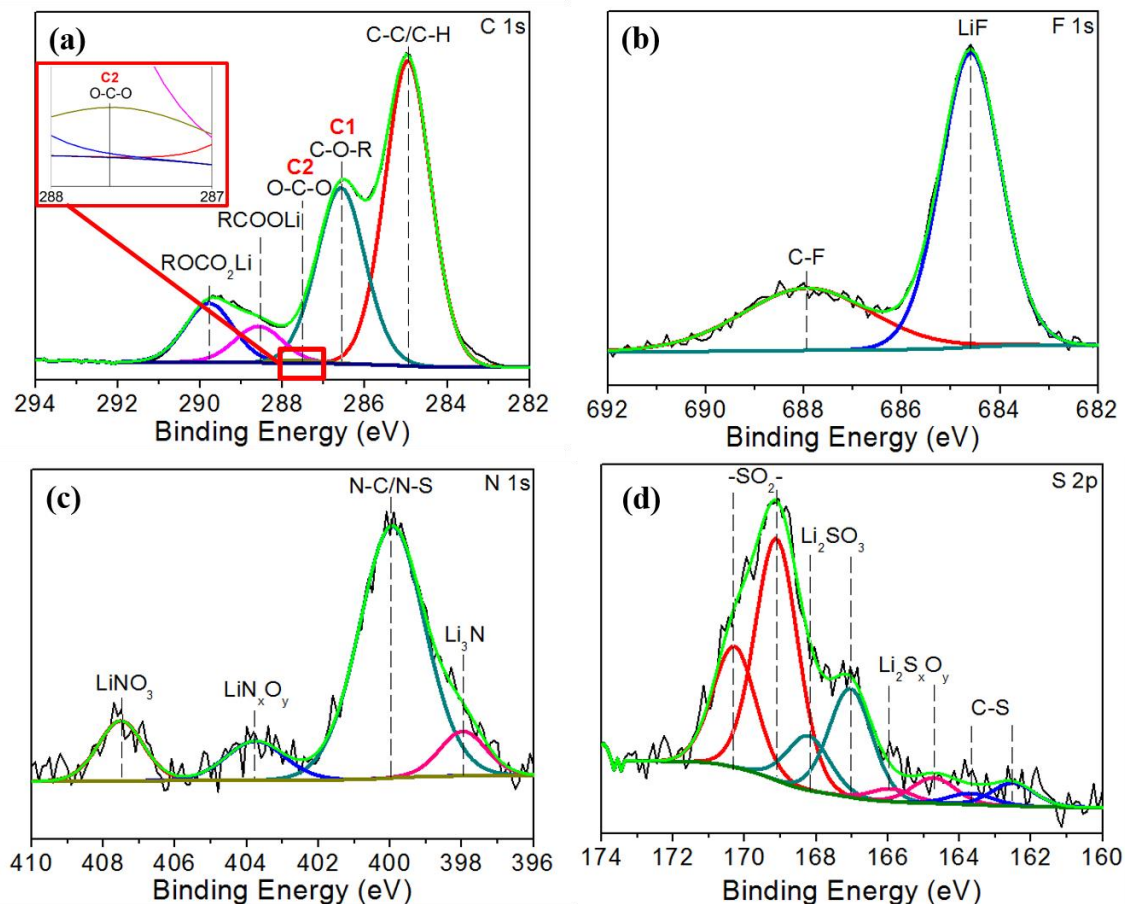 (a)
C 1s
C-C/C-H
C2
O-C-O
288
287
C1
C-O-R
C2
O-C-O
RCOOLi
ROCO₂Li
294 292 290 288 286 284 282
Binding Energy (eV)
(b)
F 1s
LiF
C-F
692 690 688 686 684 682
Binding Energy (eV)
(c)
N 1s
N-C/N-S
Li₃N
LiNO₃
LiNₓOᵧ
410 408 406 404 402 400 398 396
Binding Energy (eV)
(d)
S 2p
-SO₂-
Li₂SO₃
Li₂SₓOᵧ
C-S
174 172 170 168 166 164 162 160
Binding Energy (eV)